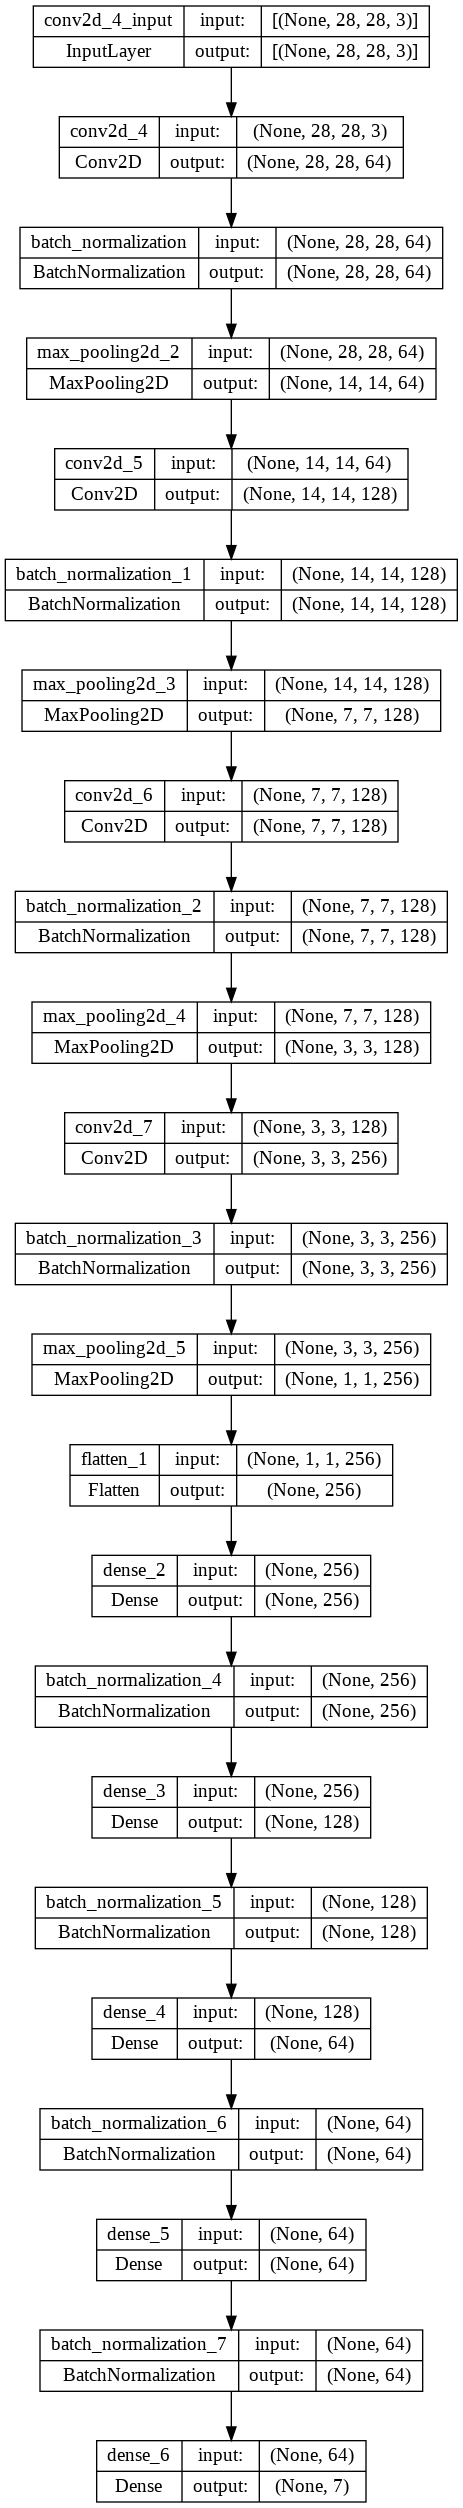 conv2d_4_input input: [(None, 28, 28, 3)]
InputLayer output: [(None, 28, 28, 3)]
conv2d_4 input: (None, 28, 28, 3)
Conv2D output: (None, 28, 28, 64)
batch_normalization input: (None, 28, 28, 64)
BatchNormalization output: (None, 28, 28, 64)
max_pooling2d_2 input: (None, 28, 28, 64)
MaxPooling2D output: (None, 14, 14, 64)
conv2d_5 input: (None, 14, 14, 64)
Conv2D output: (None, 14, 14, 128)
batch_normalization_1 input: (None, 14, 14, 128)
BatchNormalization output: (None, 14, 14, 128)
max_pooling2d_3 input: (None, 14, 14, 128)
MaxPooling2D output: (None, 7, 7, 128)
conv2d_6 input: (None, 7, 7, 128)
Conv2D output: (None, 7, 7, 128)
batch_normalization_2 input: (None, 7, 7, 128)
BatchNormalization output: (None, 7, 7, 128)
max_pooling2d_4 input: (None, 7, 7, 128)
MaxPooling2D output: (None, 3, 3, 128)
conv2d_7 input: (None, 3, 3, 128)
Conv2D output: (None, 3, 3, 256)
batch_normalization_3 input: (None, 3, 3, 256)
BatchNormalization output: (None, 3, 3, 256)
max_pooling2d_5 input: (None, 3, 3, 256)
MaxPooling2D output: (None, 1, 1, 256)
flatten_1 input: (None, 1, 1, 256)
Flatten output: (None, 256)
dense_2 input: (None, 256)
Dense output: (None, 256)
batch_normalization_4 input: (None, 256)
BatchNormalization output: (None, 256)
dense_3 input: (None, 256)
Dense output: (None, 128)
batch_normalization_5 input: (None, 128)
BatchNormalization output: (None, 128)
dense_4 input: (None, 128)
Dense output: (None, 64)
batch_normalization_6 input: (None, 64)
BatchNormalization output: (None, 64)
dense_5 input: (None, 64)
Dense output: (None, 64)
batch_normalization_7 input: (None, 64)
BatchNormalization output: (None, 64)
dense_6 input: (None, 64)
Dense output: (None, 7)